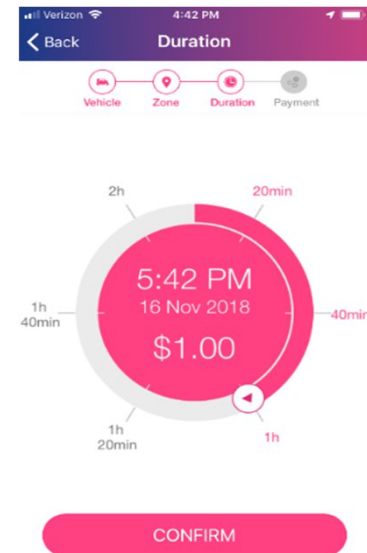 Verizon 4:42 PM
Back Duration
Vehicle Zone Duration Payment
2h 20min
5:42 PM
16 Nov 2018
$1.00
1h
40min
40min
1h
20min
1h
CONFIRM